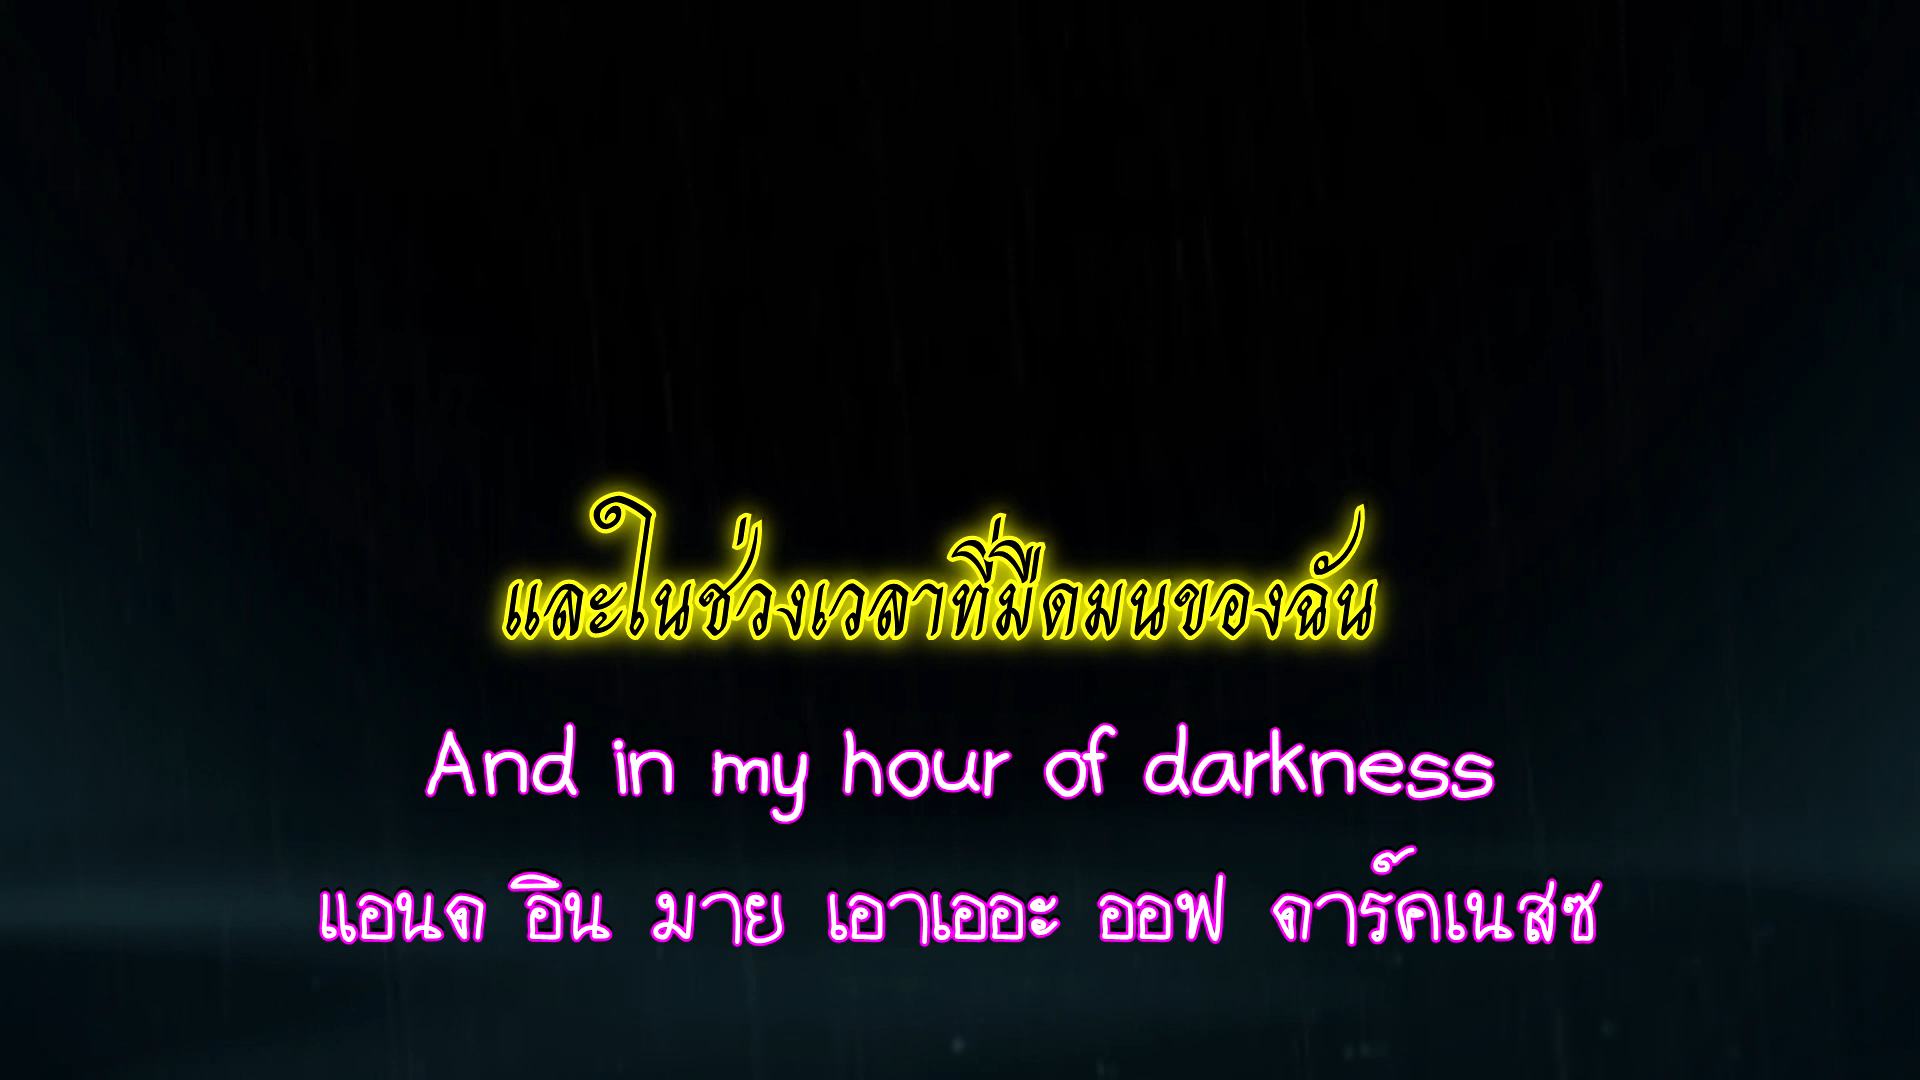 และในช่วงเวลาที่มืดมนของฉัน
And in my hour of darkness
แอนด อิน มาย เอาเออะ ออฟ ดาร์คเนสซ